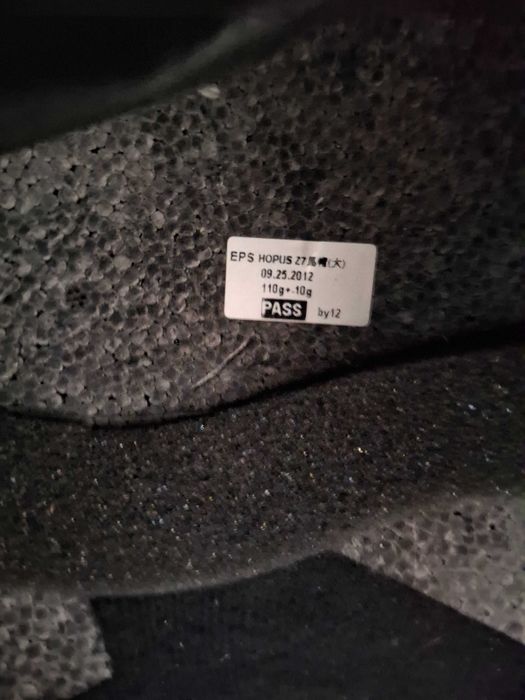 EPS HOPUS Z7馬帽(大)
09.25.2012
110g+-10g
PASS by12